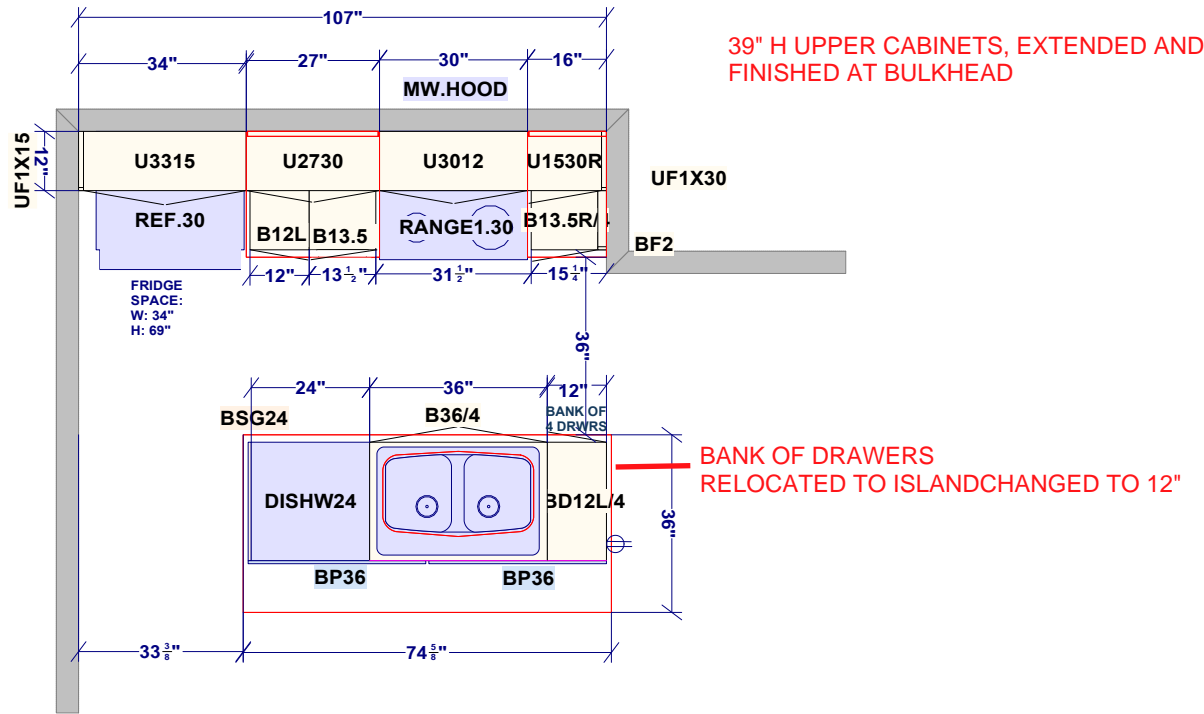 107"
39" H UPPER CABINETS, EXTENDED AND
FINISHED AT BULKHEAD
34"
27"
30"
16"
MW.HOOD
UF1X15
12"
U3315
U2730
U3012
U1530R
UF1X30
REF.30
B12L
B13.5
RANGE1.30
B13.5R/4
BF2
12"
13 1/2"
31 1/2"
15 1/4"
FRIDGE
SPACE:
W: 34"
H: 69"
36"
24"
36"
12"
BSG24
B36/4
BANK OF
4 DRWRS
BANK OF DRAWERS
RELOCATED TO ISLANDCHANGED TO 12"
DISHW24
BD12L/4
36"
BP36
BP36
33 3/8"
74 5/8"